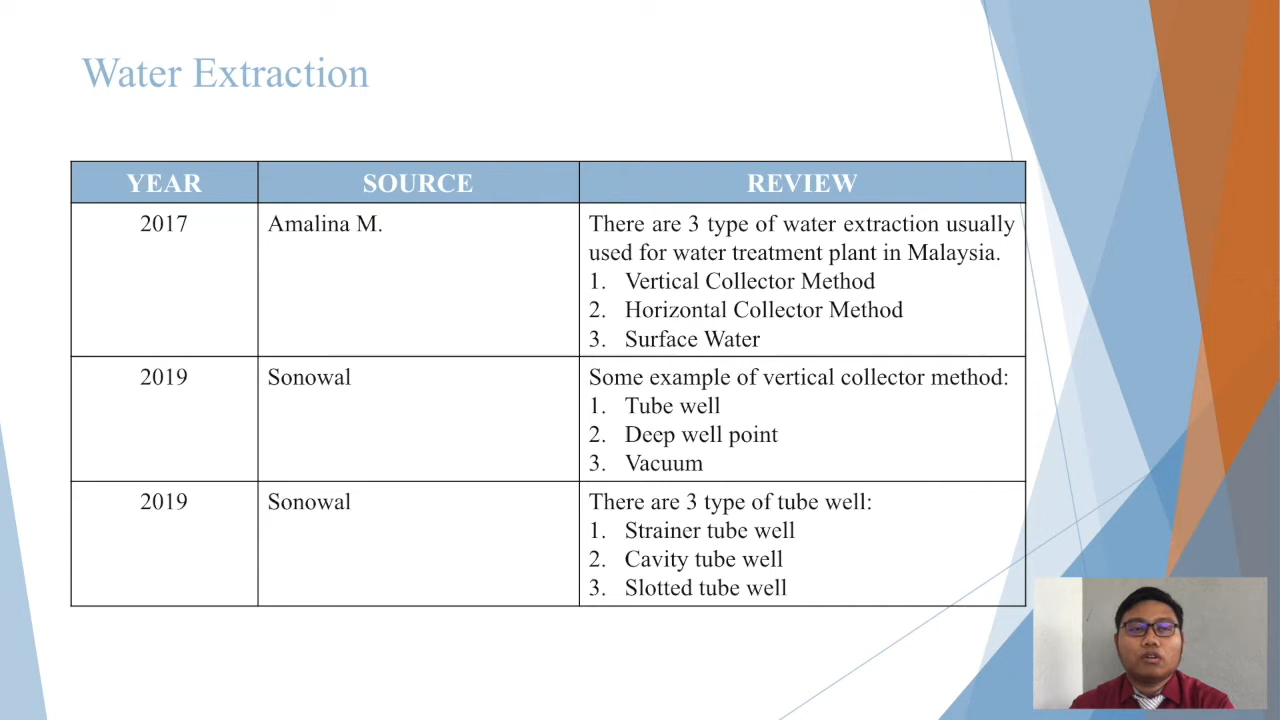 Water Extraction
YEAR SOURCE REVIEW
2017 Amalina M. There are 3 type of water extraction usually
used for water treatment plant in Malaysia.
1. Vertical Collector Method
2. Horizontal Collector Method
3. Surface Water
2019 Sonowal Some example of vertical collector method:
1. Tube well
2. Deep well point
3. Vacuum
2019 Sonowal There are 3 type of tube well:
1. Strainer tube well
2. Cavity tube well
3. Slotted tube well